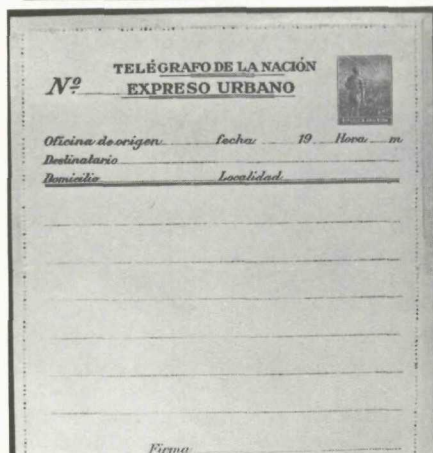 TELÉGRAFO DE LA NACIÓN
Nº EXPRESO URBANO
Oficina de origen fecha 19 Hora m
Destinatario
Domicilio Localidad
Firma